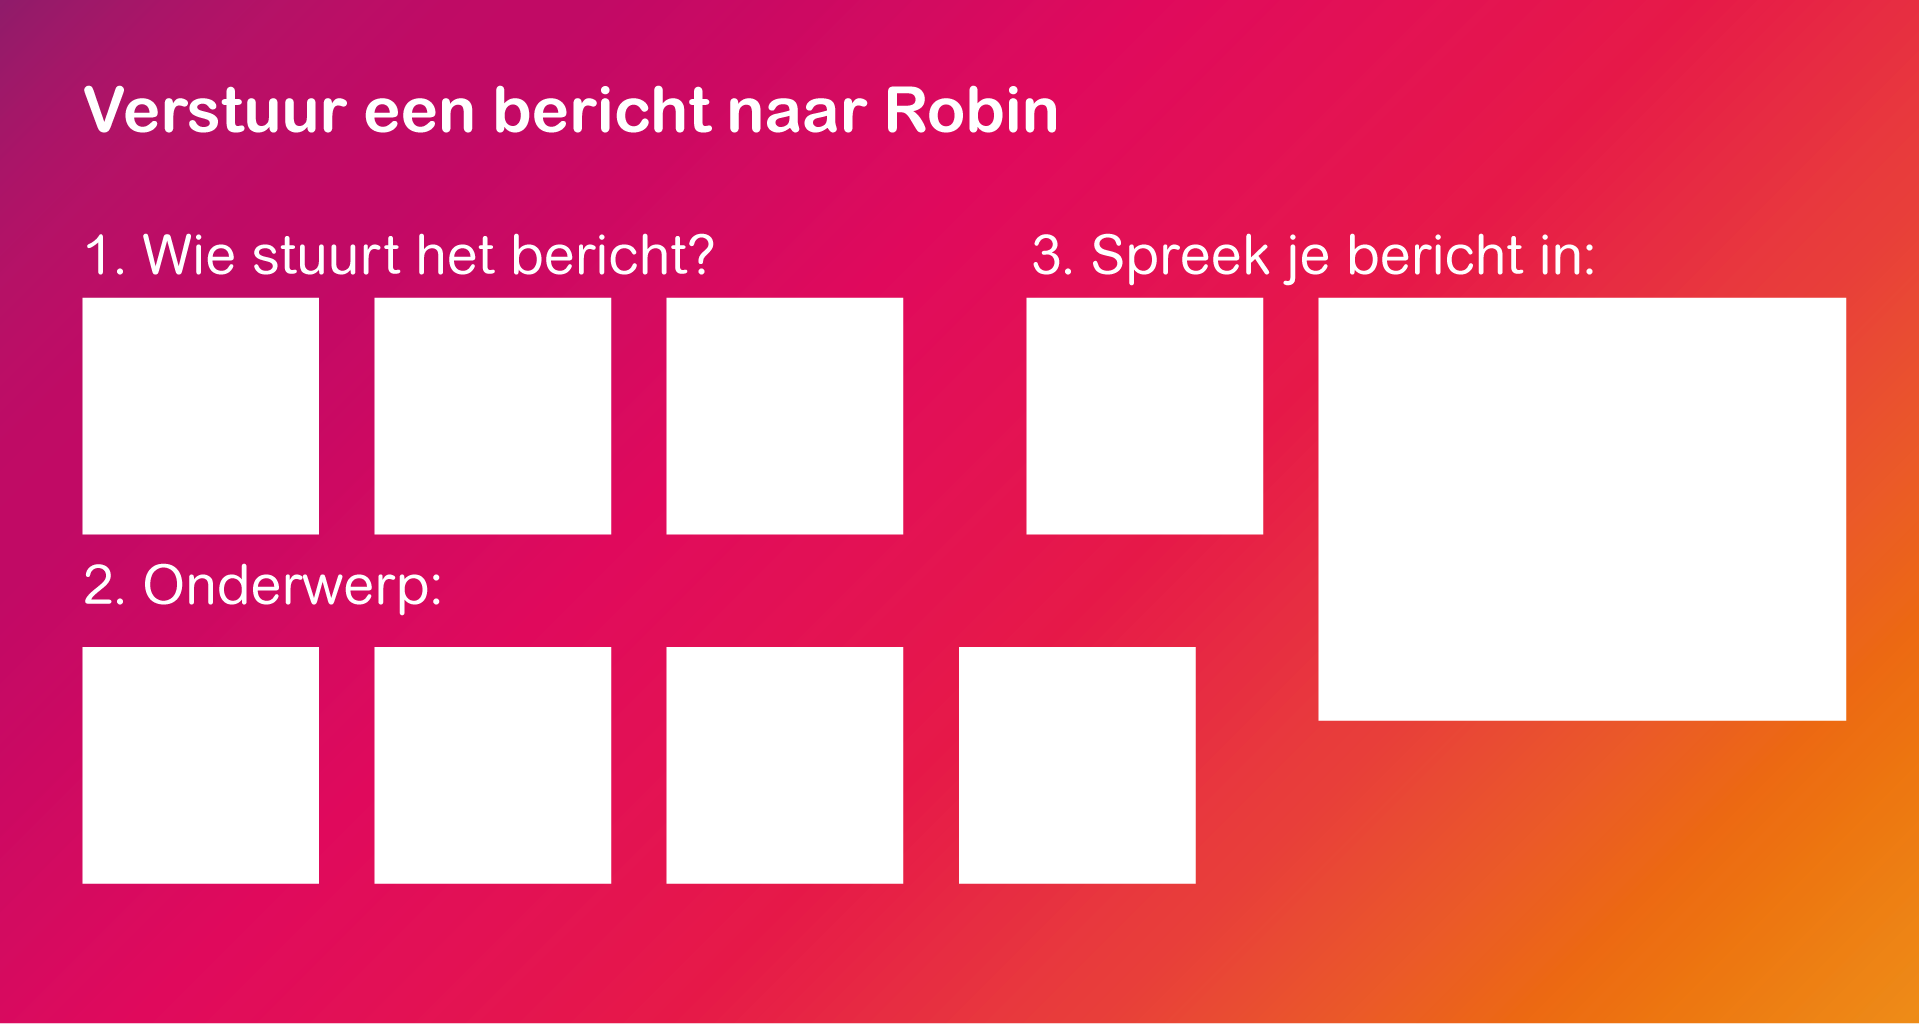 Verstuur een bericht naar Robin
1. Wie stuurt het bericht?
2. Onderwerp:
3. Spreek je bericht in: